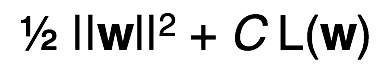 ½ ||w||² + C L(w)